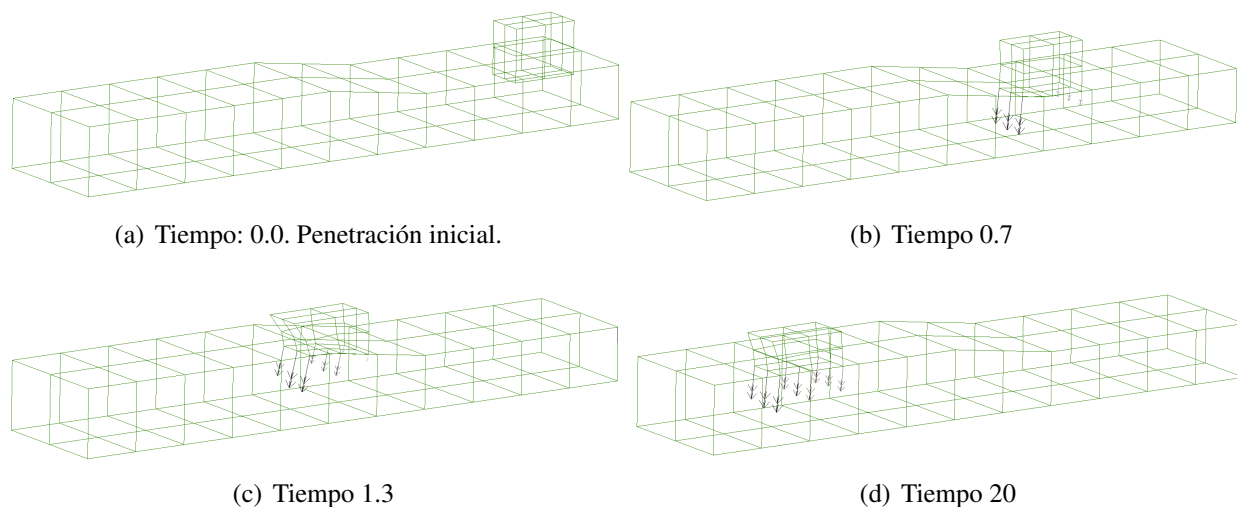 (a) Tiempo: 0.0. Penetración inicial.
(b) Tiempo 0.7
(c) Tiempo 1.3
(d) Tiempo 20